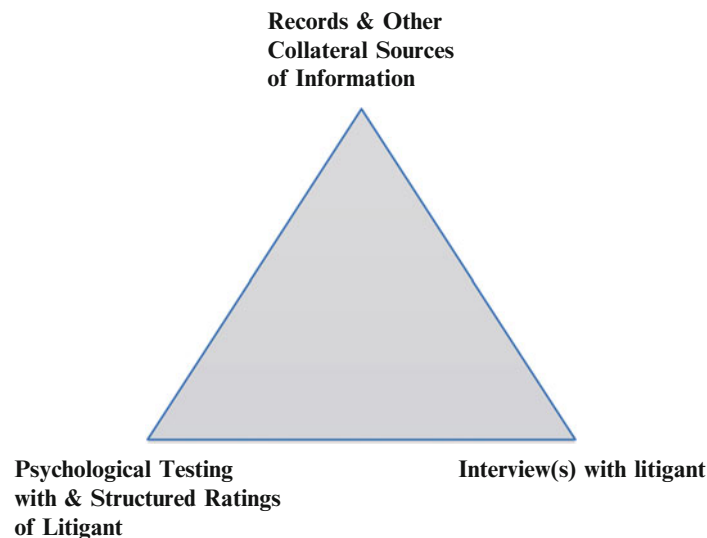 Records & Other
Collateral Sources
of Information
Psychological Testing
with & Structured Ratings
of Litigant
Interview(s) with litigant